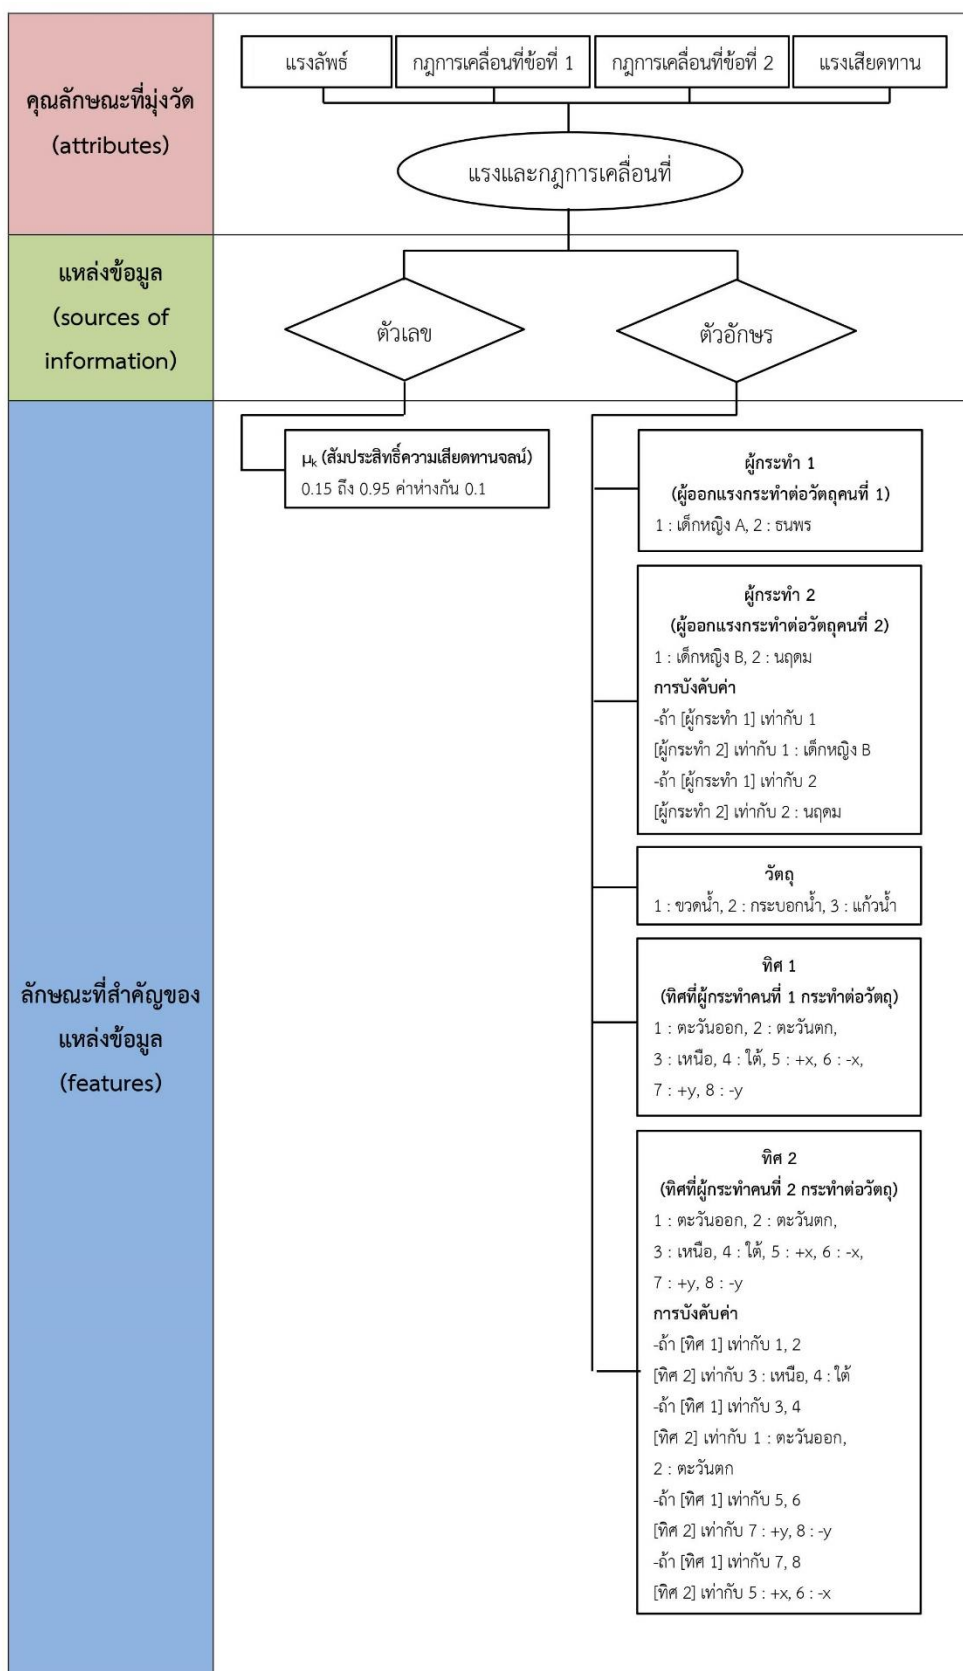 คุณลักษณะที่มุ่งวัด
(attributes)
แรงลัพธ์
กฎการเคลื่อนที่ข้อที่ 1
กฎการเคลื่อนที่ข้อที่ 2
แรงเสียดทาน
แรงและกฎการเคลื่อนที่
แหล่งข้อมูล
(sources of
information)
ตัวเลข
ตัวอักษร
ลักษณะที่สำคัญของ
แหล่งข้อมูล
(features)
μk (สัมประสิทธิ์ความเสียดทานจลน์)
0.15 ถึง 0.95 ค่าห่างกัน 0.1
ผู้กระทำ 1
(ผู้ออกแรงกระทำต่อวัตถุคนที่ 1)
1 : เด็กหญิง A, 2 : ธนพร
ผู้กระทำ 2
(ผู้ออกแรงกระทำต่อวัตถุคนที่ 2)
1 : เด็กหญิง B, 2 : นฤดม
การบังคับค่า
-ถ้า [ผู้กระทำ 1] เท่ากับ 1
[ผู้กระทำ 2] เท่ากับ 1 : เด็กหญิง B
-ถ้า [ผู้กระทำ 1] เท่ากับ 2
[ผู้กระทำ 2] เท่ากับ 2 : นฤดม
วัตถุ
1 : ขวดน้ำ, 2 : กระบอกน้ำ, 3 : แก้วน้ำ
ทิศ 1
(ทิศที่ผู้กระทำคนที่ 1 กระทำต่อวัตถุ)
1 : ตะวันออก, 2 : ตะวันตก,
3 : เหนือ, 4 : ใต้, 5 : +x, 6 : -x,
7 : +y, 8 : -y
ทิศ 2
(ทิศที่ผู้กระทำคนที่ 2 กระทำต่อวัตถุ)
1 : ตะวันออก, 2 : ตะวันตก,
3 : เหนือ, 4 : ใต้, 5 : +x, 6 : -x,
7 : +y, 8 : -y
การบังคับค่า
-ถ้า [ทิศ 1] เท่ากับ 1, 2
[ทิศ 2] เท่ากับ 3 : เหนือ, 4 : ใต้
-ถ้า [ทิศ 1] เท่ากับ 3, 4
[ทิศ 2] เท่ากับ 1 : ตะวันออก,
2 : ตะวันตก
-ถ้า [ทิศ 1] เท่ากับ 5, 6
[ทิศ 2] เท่ากับ 7 : +y, 8 : -y
-ถ้า [ทิศ 1] เท่ากับ 7, 8
[ทิศ 2] เท่ากับ 5 : +x, 6 : -x